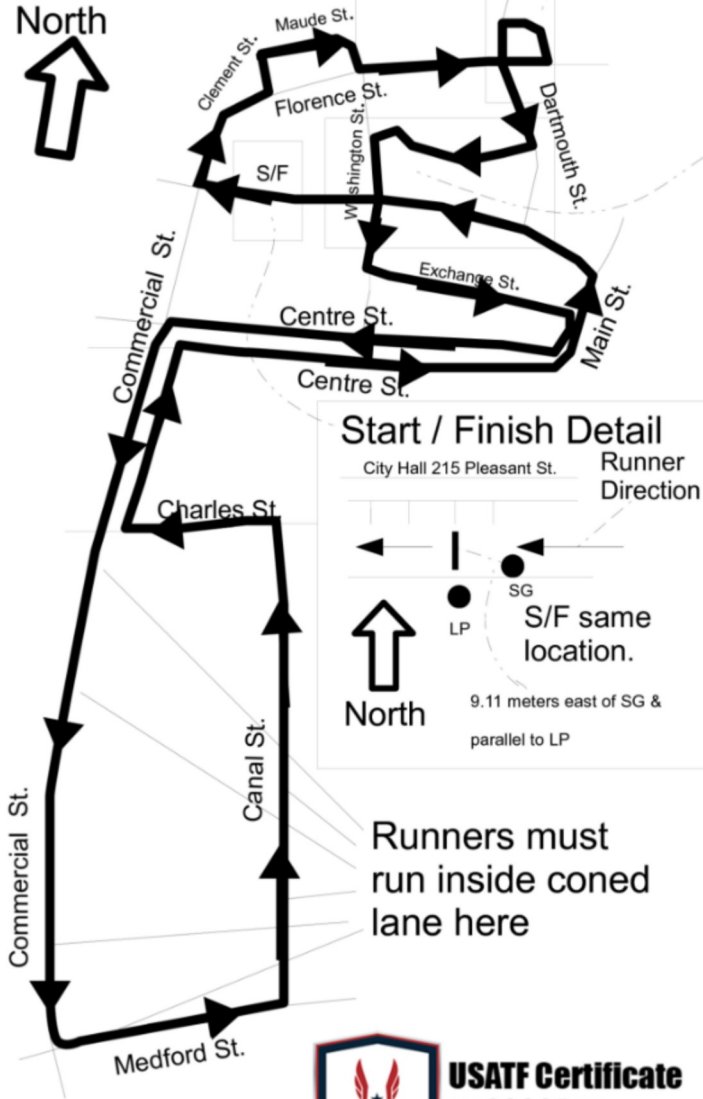 North
Maude St.
Clement St.
Florence St.
Dartmouth St.
Washington St.
S/F
Exchange St.
Commercial St.
Centre St.
Main St.
Centre St.
Start / Finish Detail
City Hall 215 Pleasant St.
Runner
Direction
Charles St.
SG
LP
S/F same
location.
North
9.11 meters east of SG &
parallel to LP
Canal St.
Commercial St.
Runners must
run inside coned
lane here
Medford St.
USATF Certificate